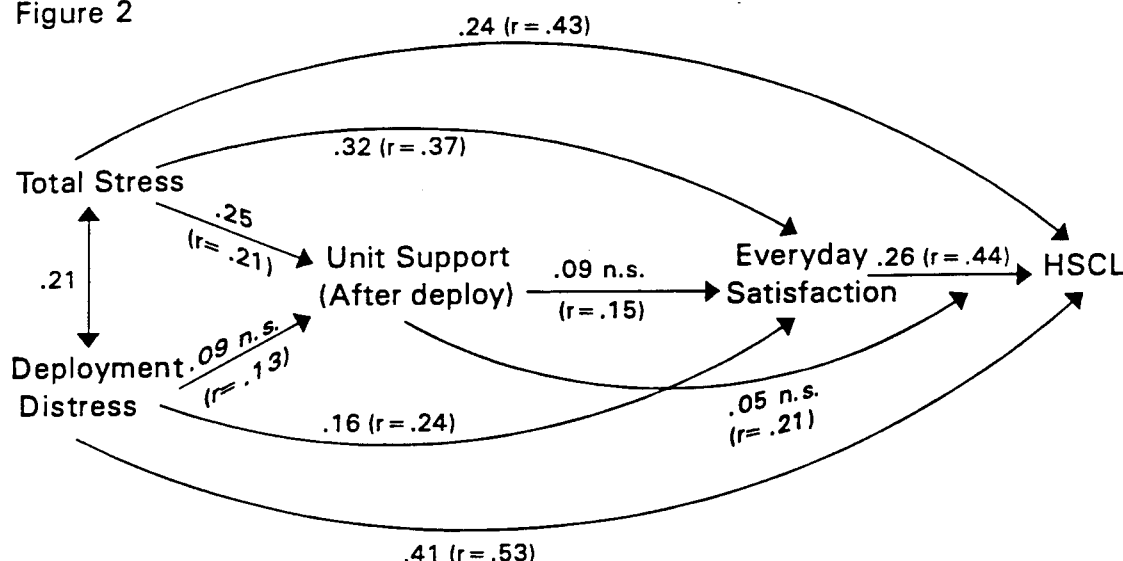 Figure 2
.24 (r = .43)
.32 (r = .37)
Total Stress
.25
(r= .21)
.21
Unit Support
(After deploy)
.09 n.s.
(r = .15)
Everyday
Satisfaction
.26 (r = .44)
HSCL
Deployment
Distress
.09 n.s.
(r= .13)
.16 (r = .24)
.05 n.s.
(r= .21)
.41 (r = .53)